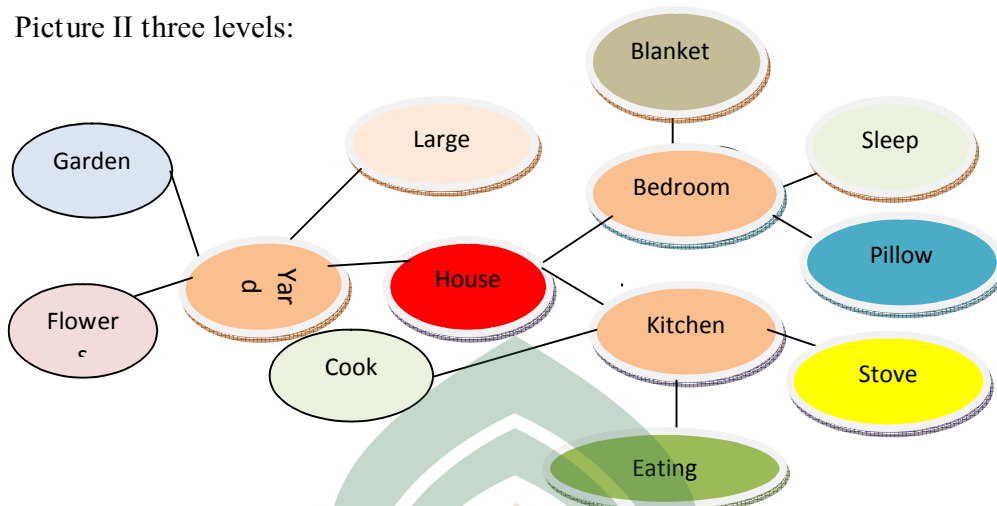 Picture II three levels:
Blanket
Large
Sleep
Garden
Bedroom
Yar
d
House
Pillow
Flower
s
Kitchen
Cook
Stove
Eating